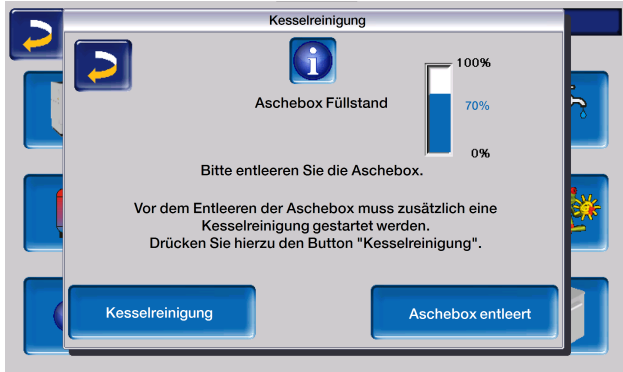 Kesselreinigung
i
100%
Aschebox Füllstand
70%
0%
Bitte entleeren Sie die Aschebox.
Vor dem Entleeren der Aschebox muss zusätzlich eine
Kesselreinigung gestartet werden.
Drücken Sie hierzu den Button "Kesselreinigung".
Kesselreinigung
Aschebox entleert